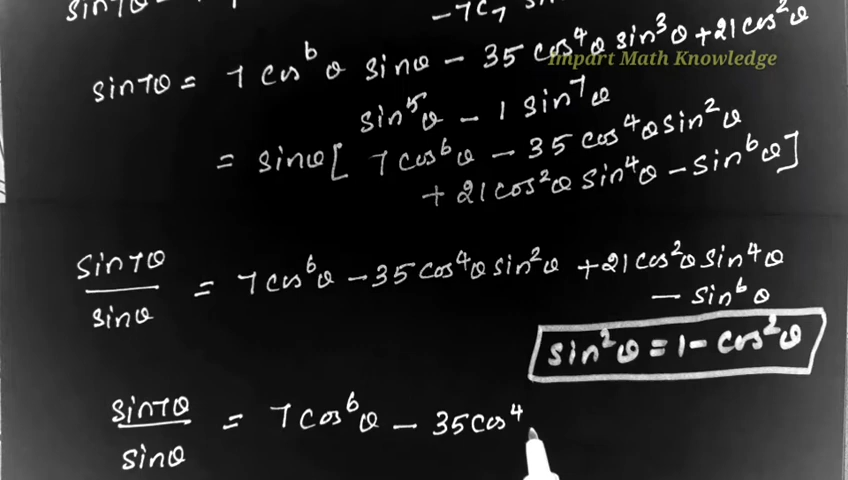 sin7θ =
- 7C₇ sin
sin7θ = 7 cos⁶θ sinθ - 35 cos⁴θ sin³θ + 21 cos²θ
Impart Math Knowledge
sin⁵θ - 1 sin⁷θ
= sinθ [ 7 cos⁶θ - 35 cos⁴θ sin²θ
+ 21 cos²θ sin⁴θ - sin⁶θ ]
sin7θ / sinθ = 7 cos⁶θ - 35 cos⁴θ sin²θ + 21 cos²θ sin⁴θ
- sin⁶θ
sin²θ = 1 - cos²θ
sin7θ / sinθ = 7 cos⁶θ - 35 cos⁴